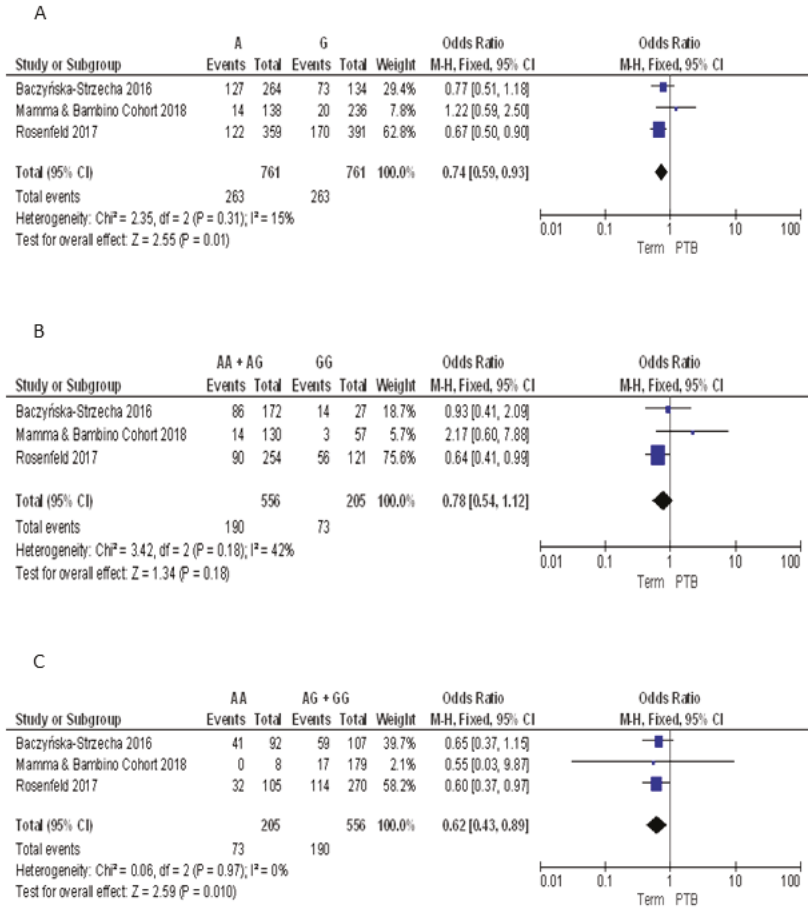 A
A G Odds Ratio Odds Ratio
Study or Subgroup Events Total Events Total Weight M-H, Fixed, 95% CI M-H, Fixed, 95% CI
Baczyńska-Strzecha 2016 127 264 73 134 29.4% 0.77 [0.51, 1.18]
Mamma & Bambino Cohort 2018 14 138 20 236 7.8% 1.22 [0.59, 2.50]
Rosenfeld 2017 122 359 170 391 62.8% 0.67 [0.50, 0.90]
Total (95% CI) 761 761 100.0% 0.74 [0.59, 0.93]
Total events 263 263
Heterogeneity: Chi² = 2.35, df = 2 (P = 0.31); I² = 15%
Test for overall effect: Z = 2.55 (P = 0.01)
0.01 0.1 1 10 100
Term PTB
B
AA + AG GG Odds Ratio Odds Ratio
Study or Subgroup Events Total Events Total Weight M-H, Fixed, 95% CI M-H, Fixed, 95% CI
Baczyńska-Strzecha 2016 86 172 14 27 18.7% 0.93 [0.41, 2.09]
Mamma & Bambino Cohort 2018 14 130 3 57 5.7% 2.17 [0.60, 7.88]
Rosenfeld 2017 90 254 56 121 75.6% 0.64 [0.41, 0.99]
Total (95% CI) 556 205 100.0% 0.78 [0.54, 1.12]
Total events 190 73
Heterogeneity: Chi² = 3.42, df = 2 (P = 0.18); I² = 42%
Test for overall effect: Z = 1.34 (P = 0.18)
0.01 0.1 1 10 100
Term PTB
C
AA AG + GG Odds Ratio Odds Ratio
Study or Subgroup Events Total Events Total Weight M-H, Fixed, 95% CI M-H, Fixed, 95% CI
Baczyńska-Strzecha 2016 41 92 59 107 39.7% 0.65 [0.37, 1.15]
Mamma & Bambino Cohort 2018 0 8 17 179 2.1% 0.55 [0.03, 9.87]
Rosenfeld 2017 32 105 114 270 58.2% 0.60 [0.37, 0.97]
Total (95% CI) 205 556 100.0% 0.62 [0.43, 0.89]
Total events 73 190
Heterogeneity: Chi² = 0.06, df = 2 (P = 0.97); I² = 0%
Test for overall effect: Z = 2.59 (P = 0.010)
0.01 0.1 1 10 100
Term PTB